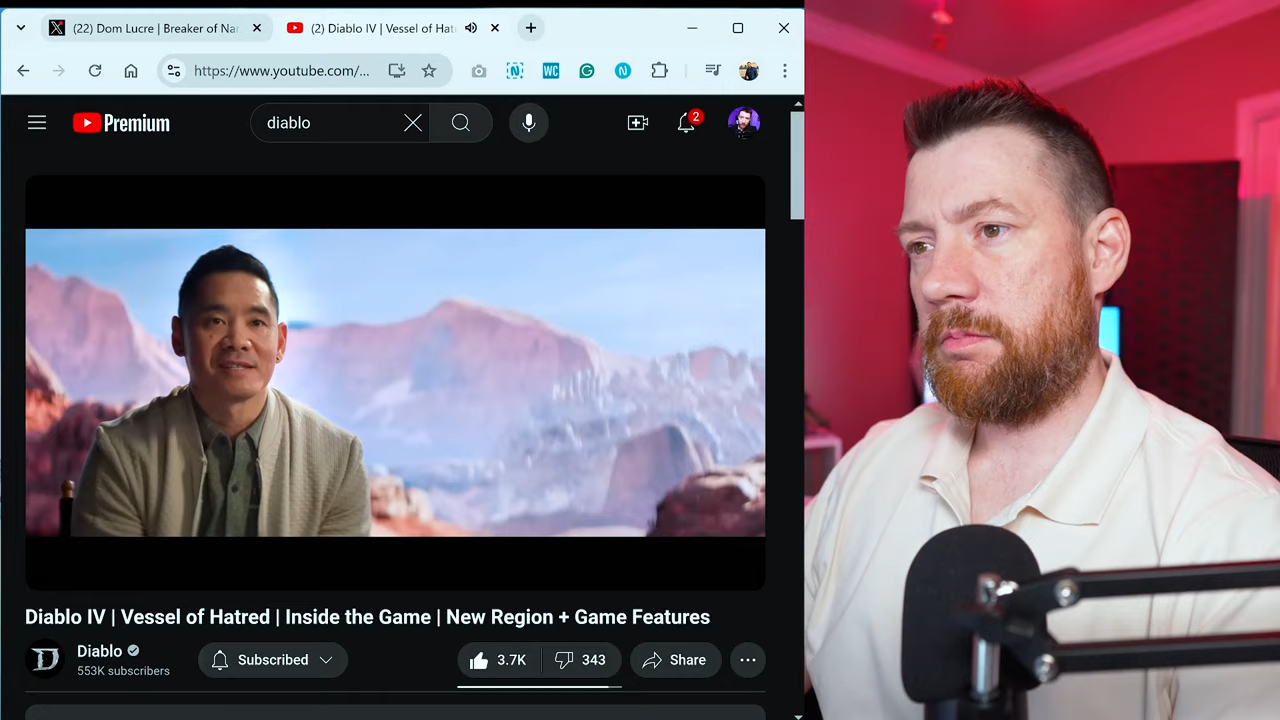 (22) Dom Lucre | Breaker of Nar
(2) Diablo IV | Vessel of Hat
https://www.youtube.com/...
WC
N
Premium
diablo
2
Diablo IV | Vessel of Hatred | Inside the Game | New Region + Game Features
Diablo
553K subscribers
Subscribed
3.7K
343
Share